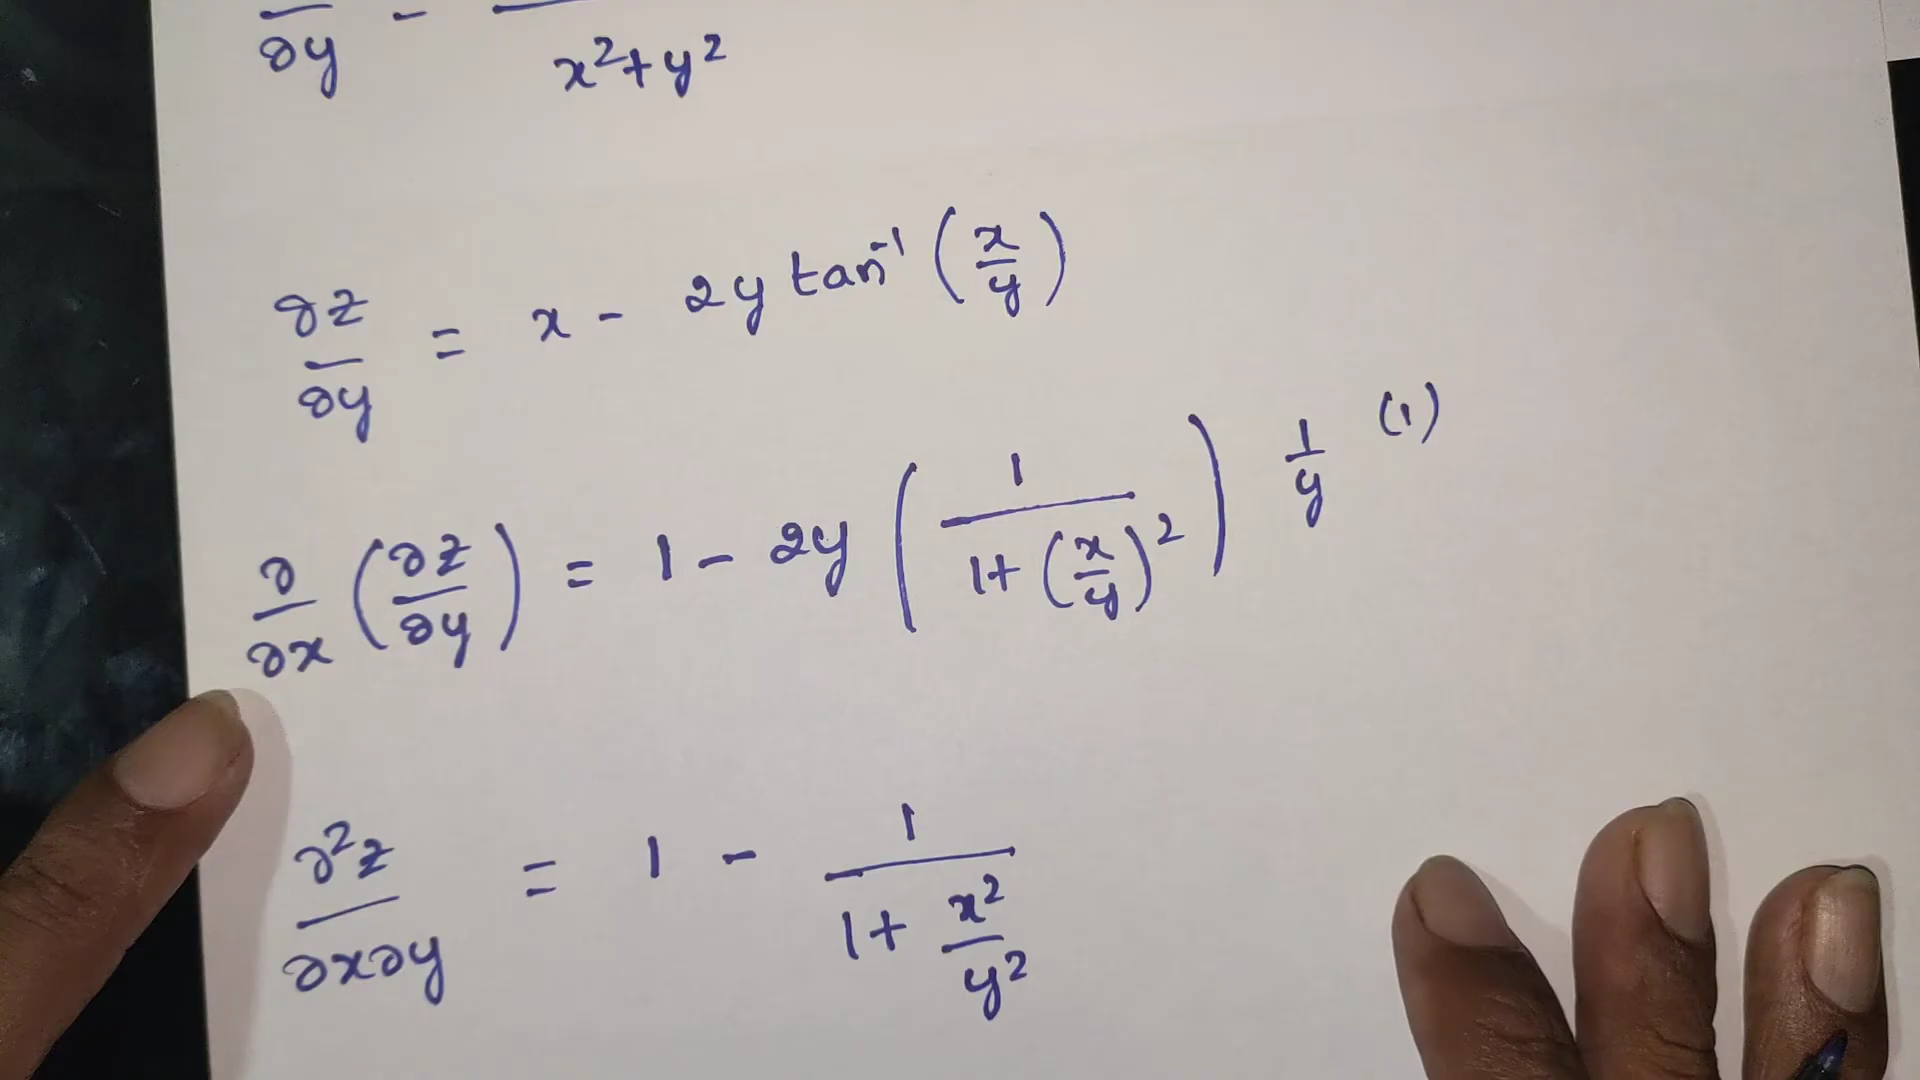 ∂y - x²+y²
∂z/∂y = x - 2y tan⁻¹ (x/y)
∂/∂x (∂z/∂y) = 1 - 2y (1/(1+(x/y)²)) 1/y (1)
∂²z/∂x∂y = 1 - 1/(1+x²/y²)